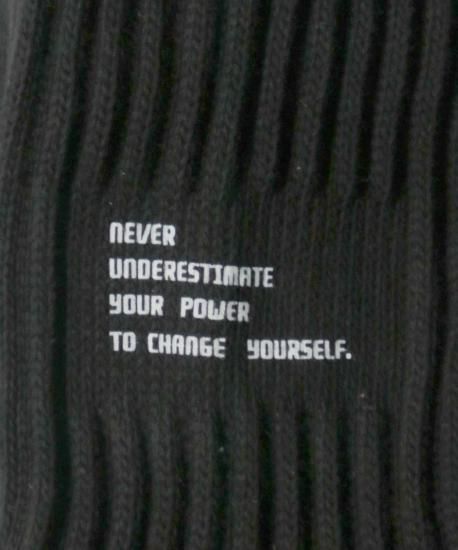 NEVER
UNDERESTIMATE
YOUR POWER
TO CHANGE YOURSELF.